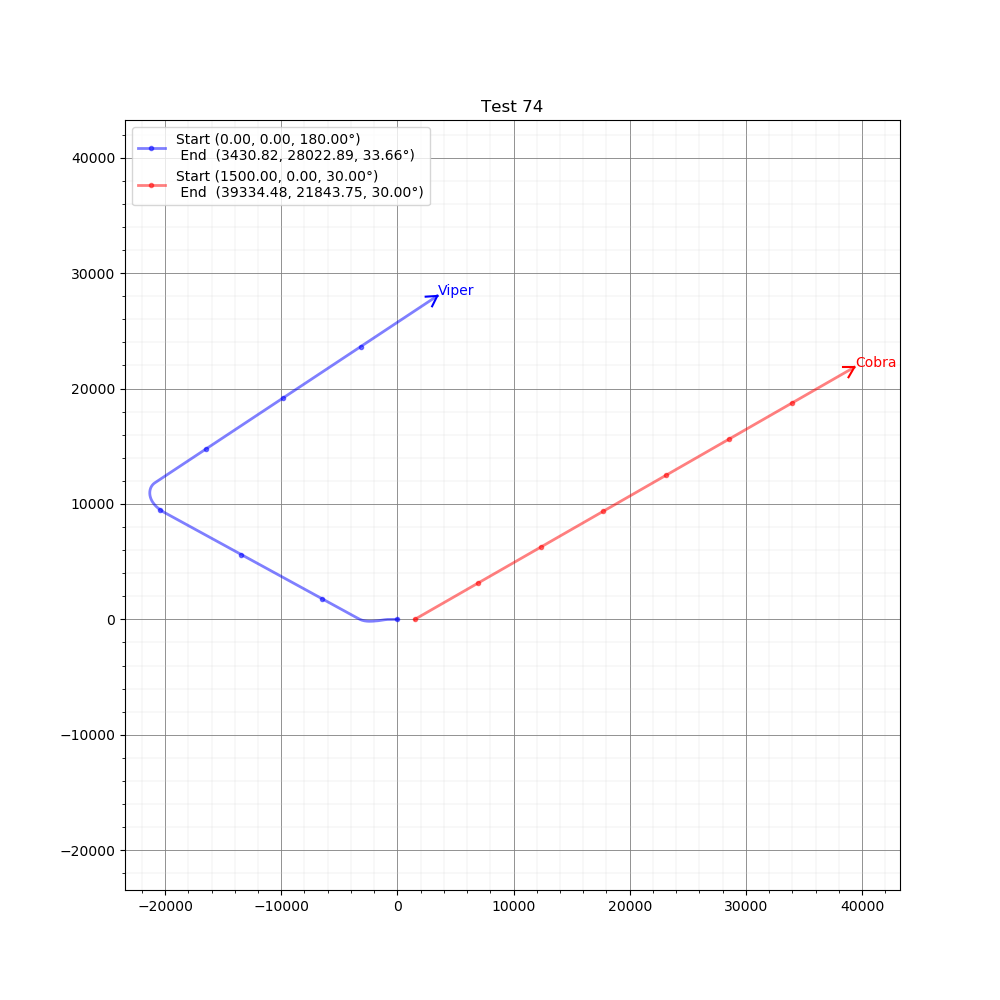 Test 74
Start (0.00, 0.00, 180.00°)
End  (3430.82, 28022.89, 33.66°)
Start (1500.00, 0.00, 30.00°)
End  (39334.48, 21843.75, 30.00°)
40000
30000
20000
10000
0
−10000
−20000
Viper
Cobra
−20000 −10000 0 10000 20000 30000 40000